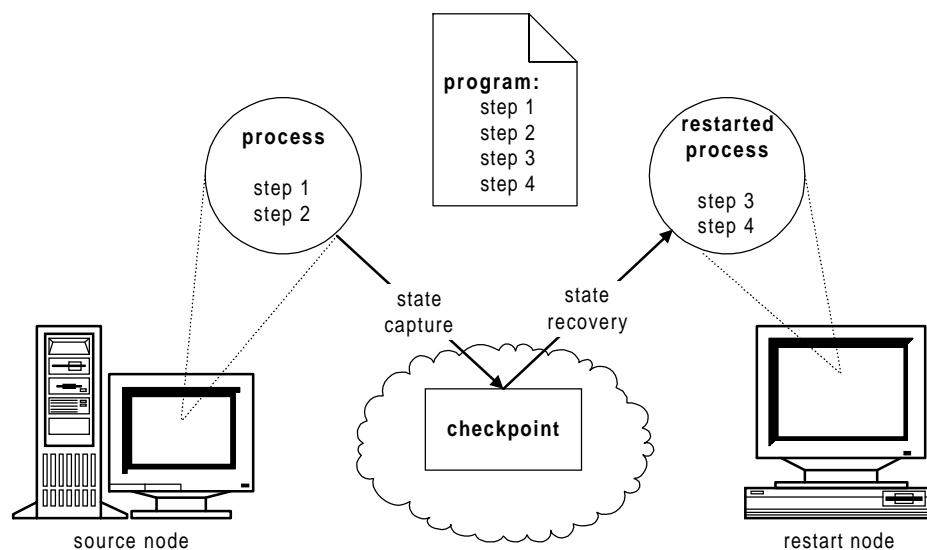 program:
step 1
step 2
step 3
step 4
process
step 1
step 2
restarted
process
step 3
step 4
state
capture
state
recovery
checkpoint
source node
restart node